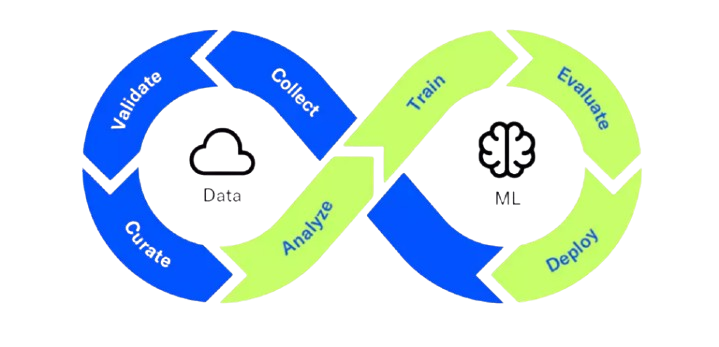 Validate
Collect
Train
Evaluate
Data
ML
Curate
Analyze
Deploy